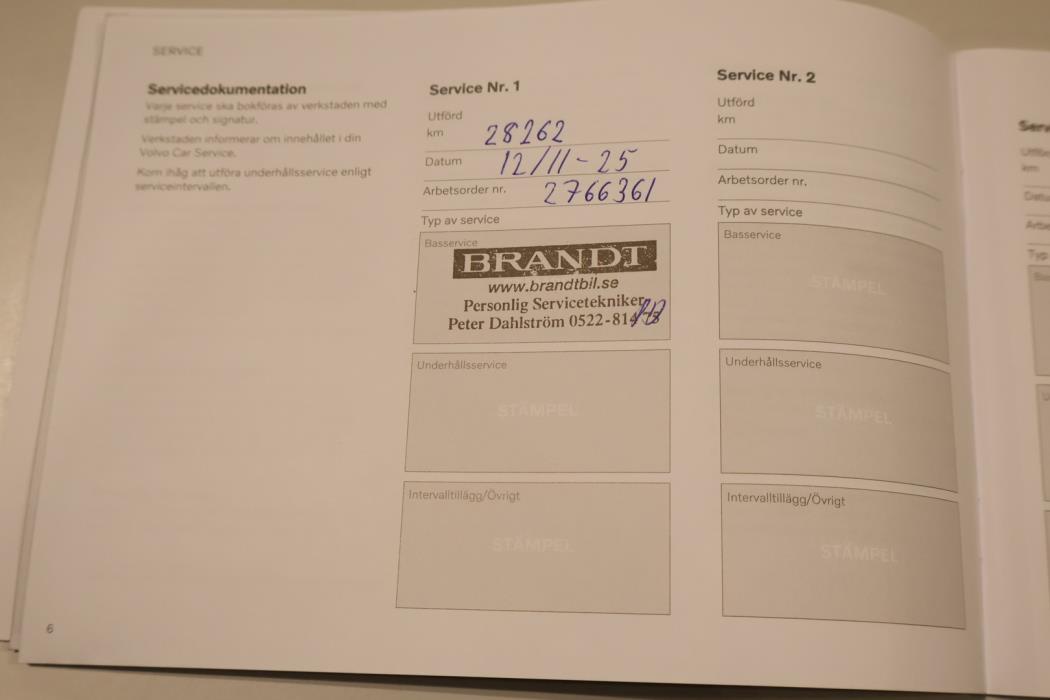 SERVICE
Servicedokumentation
Varje service ska bokföras av verkstaden med
stämpel och signatur.
Verkstaden informerar om innehållet i din
Volvo Car Service.
Kom ihåg att utföra underhållsservice enligt
serviceintervallen.
6
Service Nr. 1
Utförd
km 28262
Datum 12/11-25
Arbetsorder nr. 2766361
Typ av service
Basservice
BRANDT
www.brandtbil.se
Personlig Servicetekniker
Peter Dahlström 0522-814
Underhållsservice
STÄMPEL
Intervalltillägg/Övrigt
STÄMPEL
Service Nr. 2
Utförd
km
Datum
Arbetsorder nr.
Typ av service
Basservice
STÄMPEL
Underhållsservice
STÄMPEL
Intervalltillägg/Övrigt
STÄMPEL